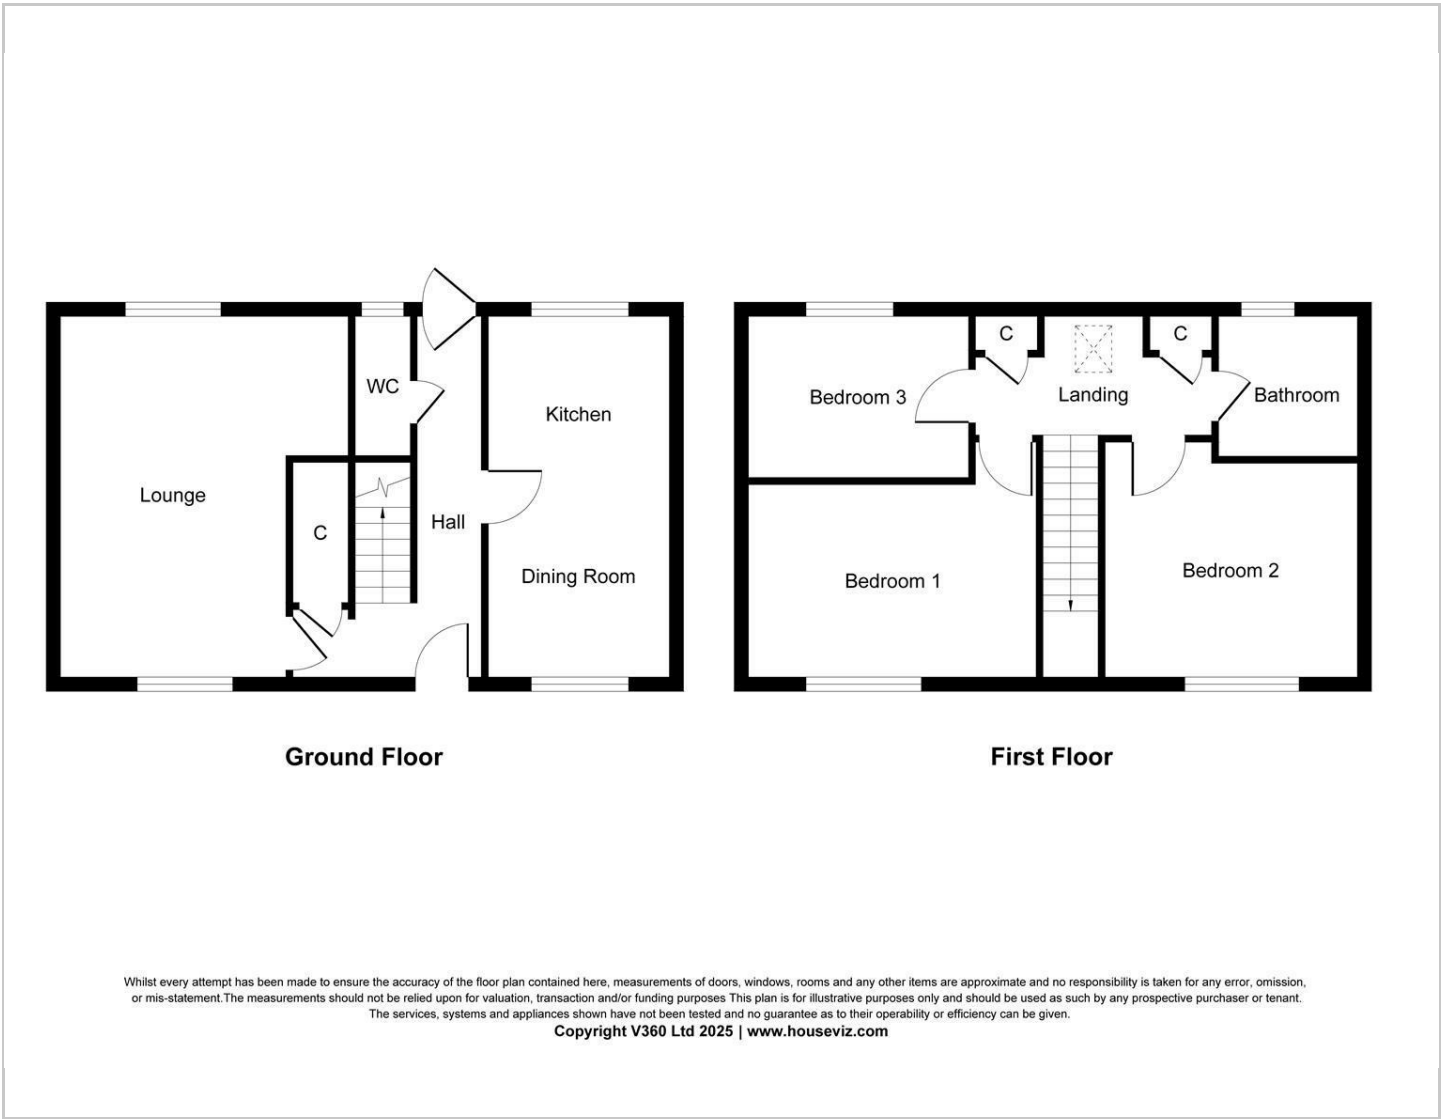 WC
Kitchen
Lounge
C
Hall
Dining Room
Ground Floor
C
C
Bedroom 3
Landing
Bathroom
Bedroom 1
Bedroom 2
First Floor
Whilst every attempt has been made to ensure the accuracy of the floor plan contained here, measurements of doors, windows, rooms and any other items are approximate and no responsibility is taken for any error, omission,
or mis-statement.The measurements should not be relied upon for valuation, transaction and/or funding purposes This plan is for illustrative purposes only and should be used as such by any prospective purchaser or tenant.
The services, systems and appliances shown have not been tested and no guarantee as to their operability or efficiency can be given.
Copyright V360 Ltd 2025 | www.houseviz.com